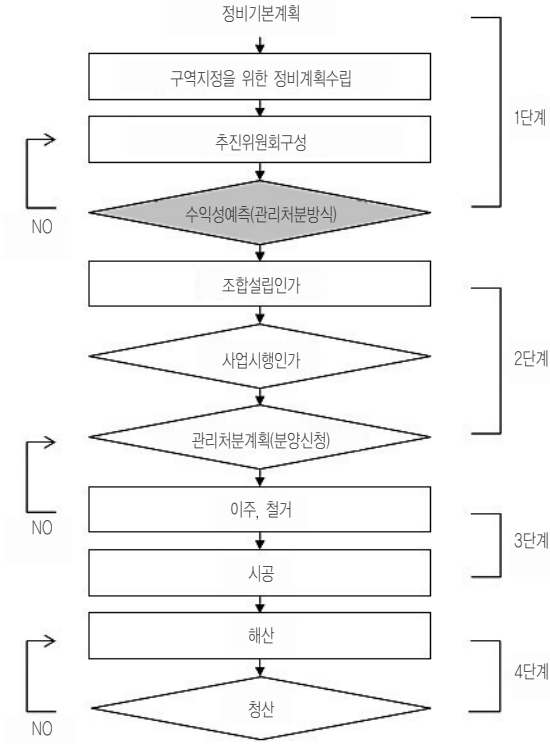 정비기본계획
구역지정을 위한 정비계획수립
1단계
추진위원회구성
수익성예측(관리처분방식)
NO
조합설립인가
사업시행인가
2단계
관리처분계획(분양신청)
이주, 철거
NO
3단계
시공
해산
4단계
청산
NO